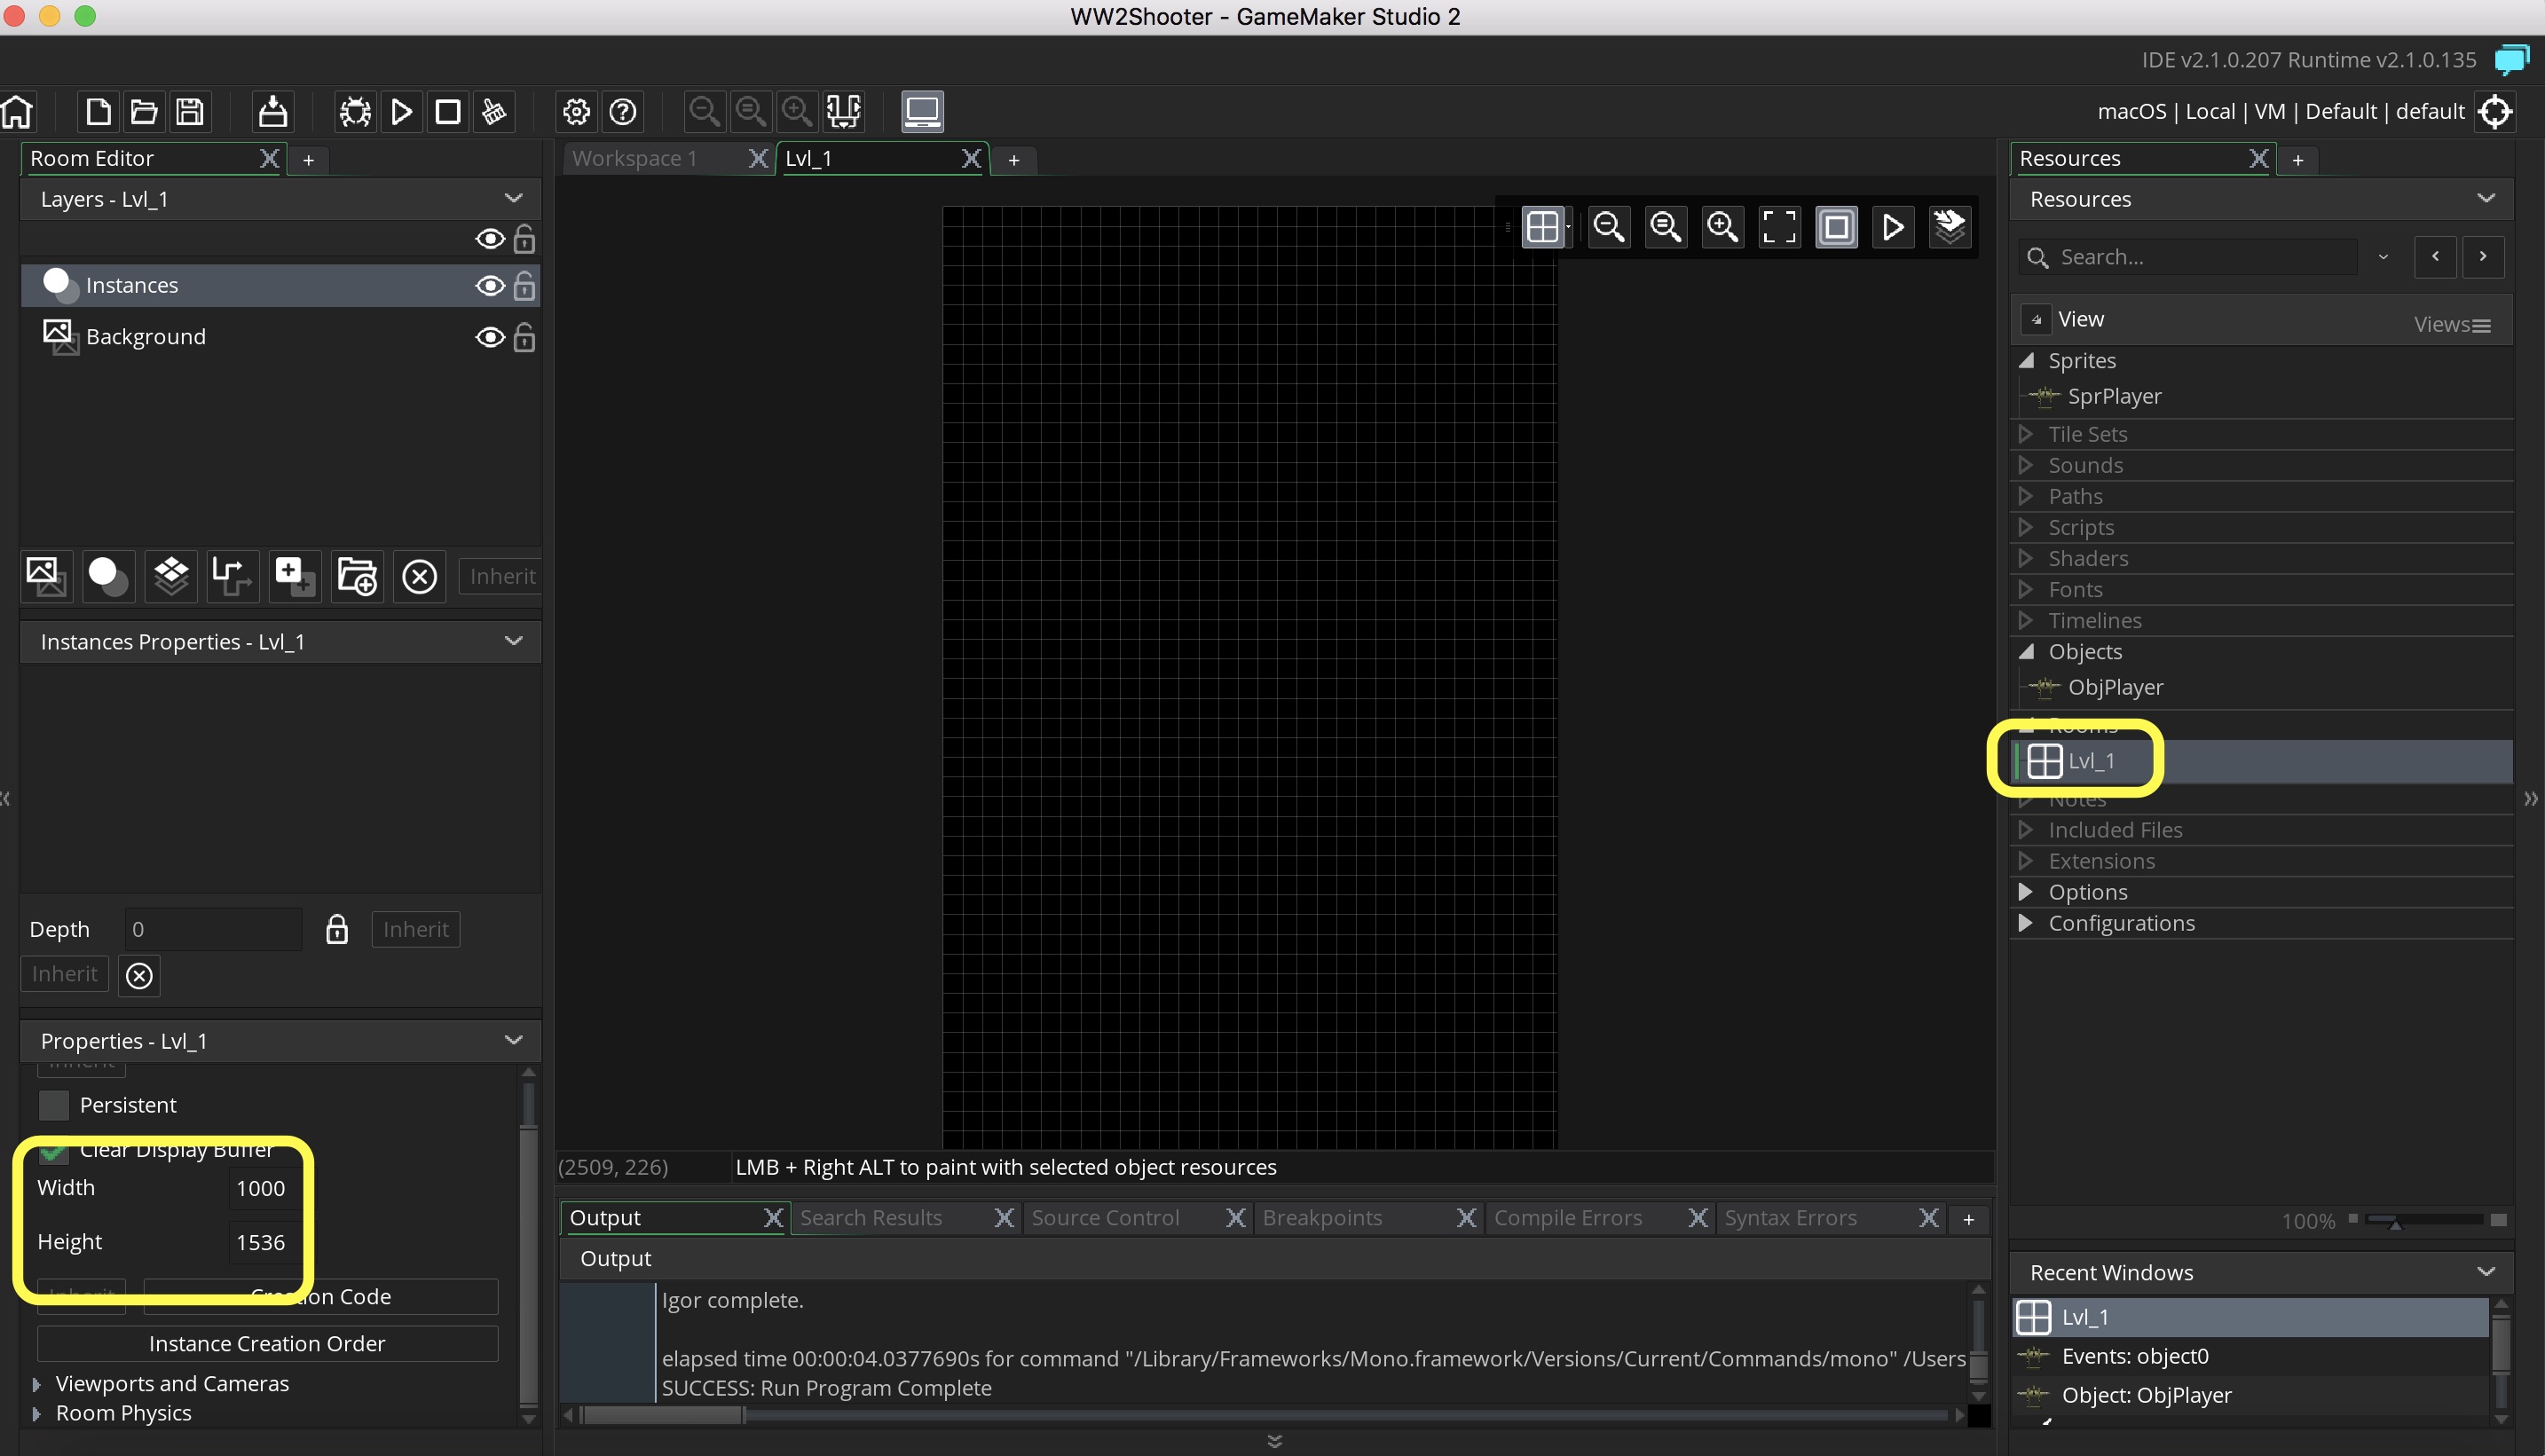 WW2Shooter - GameMaker Studio 2
IDE v2.1.0.207 Runtime v2.1.0.135
macOS | Local | VM | Default | default
Room Editor
Layers - Lvl_1
Instances
Background
Inherit
Instances Properties - Lvl_1
Depth 0 Inherit
Inherit
Properties - Lvl_1
Inherit
Persistent
Clear Display Buffer
Width 1000
Height 1536
Inherit Creation Code
Instance Creation Order
Viewports and Cameras
Room Physics
Workspace 1 Lvl_1
(2509, 226) LMB + Right ALT to paint with selected object resources
Output Search Results Source Control Breakpoints Compile Errors Syntax Errors
Output
Igor complete.
elapsed time 00:00:04.0377690s for command "/Library/Frameworks/Mono.framework/Versions/Current/Commands/mono" /Users
SUCCESS: Run Program Complete
Resources
Resources
Search...
View Views
Sprites
SprPlayer
Tile Sets
Sounds
Paths
Scripts
Shaders
Fonts
Timelines
Objects
ObjPlayer
Rooms
Lvl_1
Notes
Included Files
Extensions
Options
Configurations
100%
Recent Windows
Lvl_1
Events: object0
Object: ObjPlayer